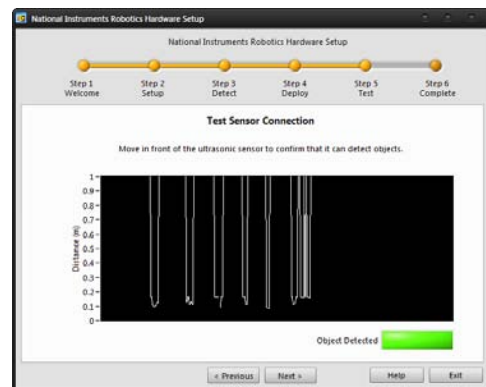 National Instruments Robotics Hardware Setup
National Instruments Robotics Hardware Setup
Step 1 Step 2 Step 3 Step 4 Step 5 Step 6
Welcome Setup Detect Deploy Test Complete
Test Sensor Connection
Move in front of the ultrasonic sensor to confirm that it can detect objects.
1
0.9
0.8
0.7
0.6
0.5
0.4
0.3
0.2
0.1
0
Distance (m)
Object Detected
< Previous Next > Help Exit